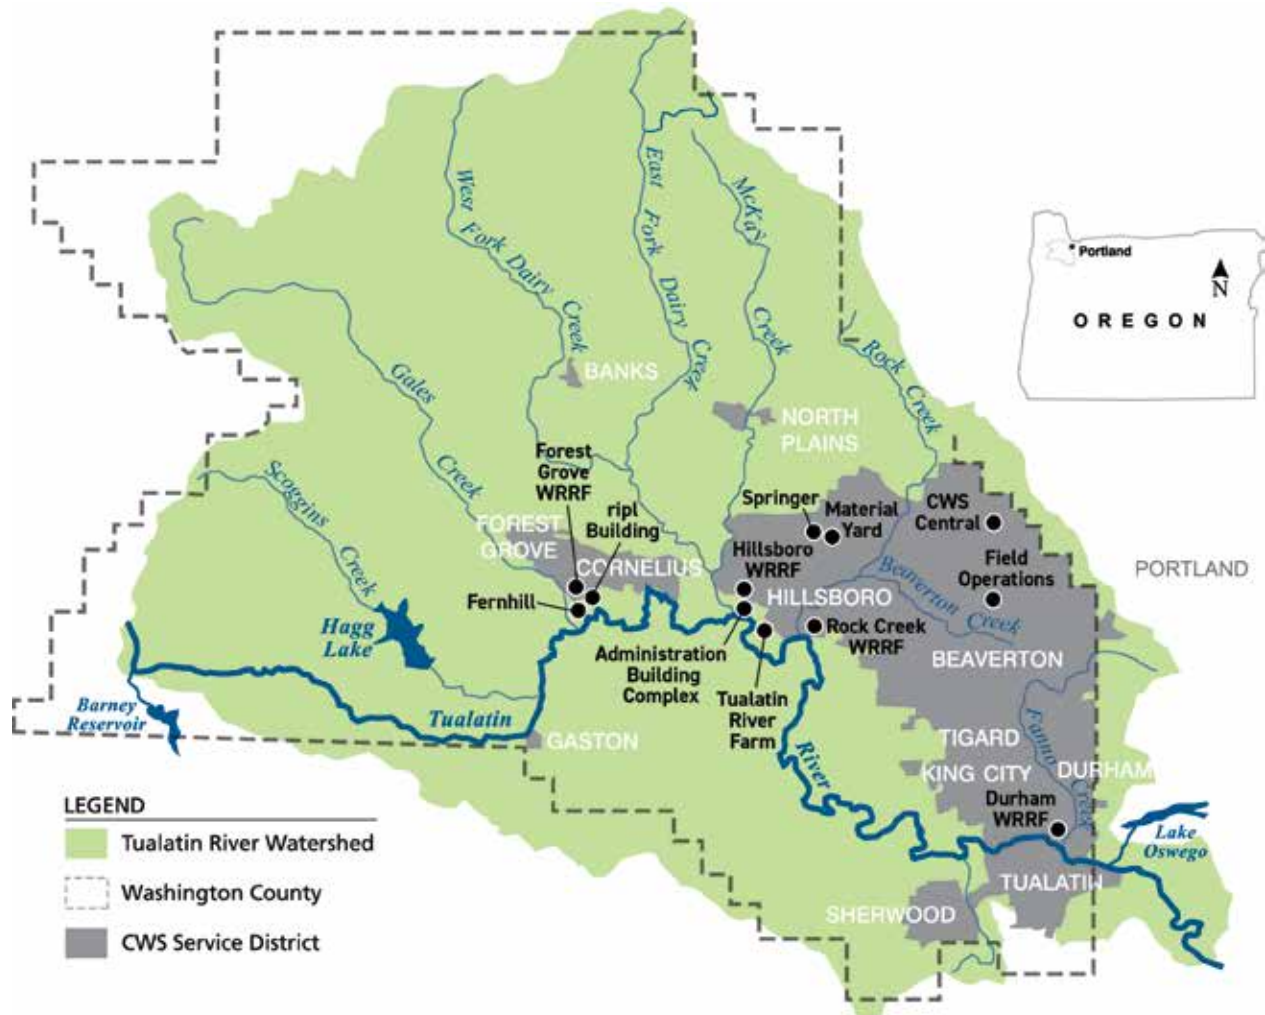 West Fork Dairy Creek
East Fork Dairy Creek
McKay Creek
Portland
N
OREGON
Rock Creek
Gales Creek
BANKS
NORTH
PLAINS
Forest
Grove
WRRF
ripl
Building
Scoggins Creek
FOREST
GROVE
CORNELIUS
Fernhill
Springer
Material
Yard
CWS
Central
Hillsboro
WRRF
Field
Operations
PORTLAND
HILLSBORO
Beaverton Creek
Rock Creek
WRRF
BEAVERTON
Hagg
Lake
Administration
Building
Complex
Tualatin
River
Farm
Barney
Reservoir
Tualatin River
GASTON
TIGARD
Fanno Creek
KING CITY
DURHAM
Durham
WRRF
Lake
Oswego
TUALATIN
SHERWOOD
LEGEND
Tualatin River Watershed
Washington County
CWS Service District